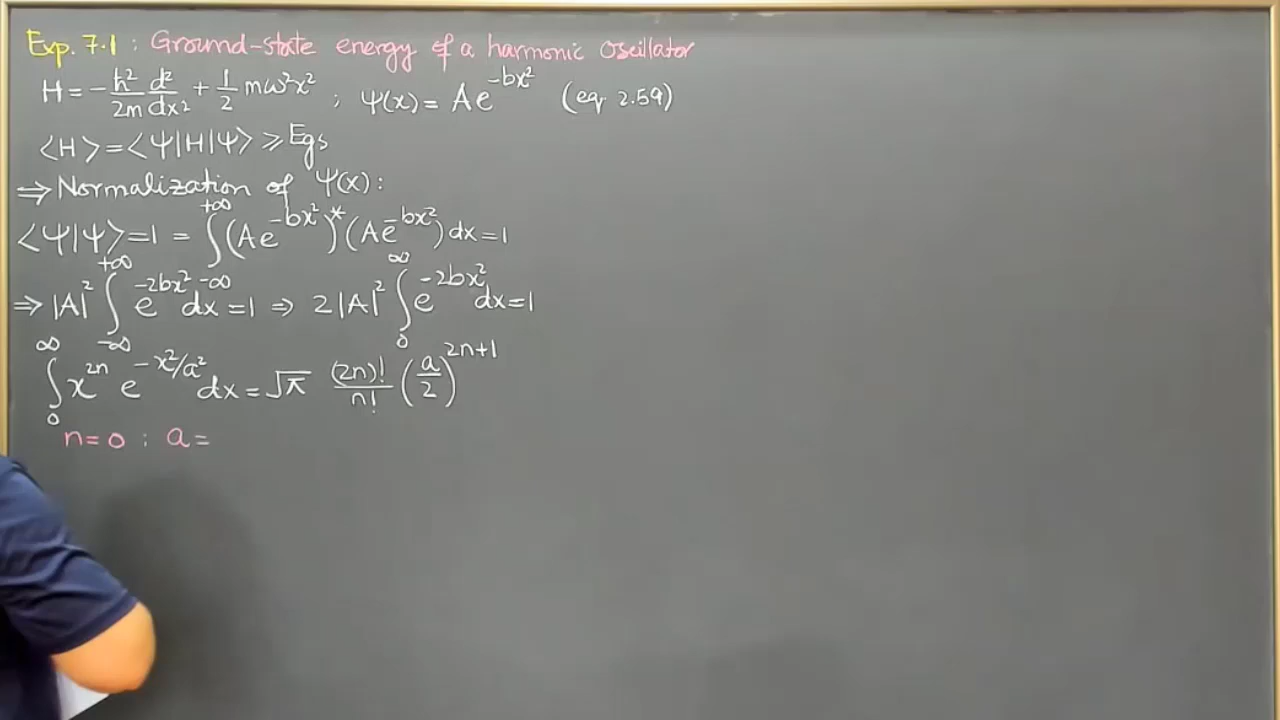 Exp. 7.1 : Ground-state energy of a harmonic oscillator
H = -ħ²/2m d²/dx² + 1/2 mω²x² ; Ψ(x) = Ae^{-bx²} (eq. 2.59)
⟨H⟩ = ⟨Ψ|H|Ψ⟩ ≥ Egs
⇒ Normalization of Ψ(x) :
⟨Ψ|Ψ⟩ = 1 = ∫_{-∞}^{+∞} (Ae^{-bx²})* (Ae^{-bx²}) dx = 1
⇒ |A|² ∫_{-∞}^{+∞} e^{-2bx²} dx = 1 ⇒ 2|A|² ∫_0^∞ e^{-2bx²} dx = 1
∫_0^∞ x^{2n} e^{-x²/a²} dx = √π (2n)!/n! (a/2)^{2n+1}
n = 0 : a =